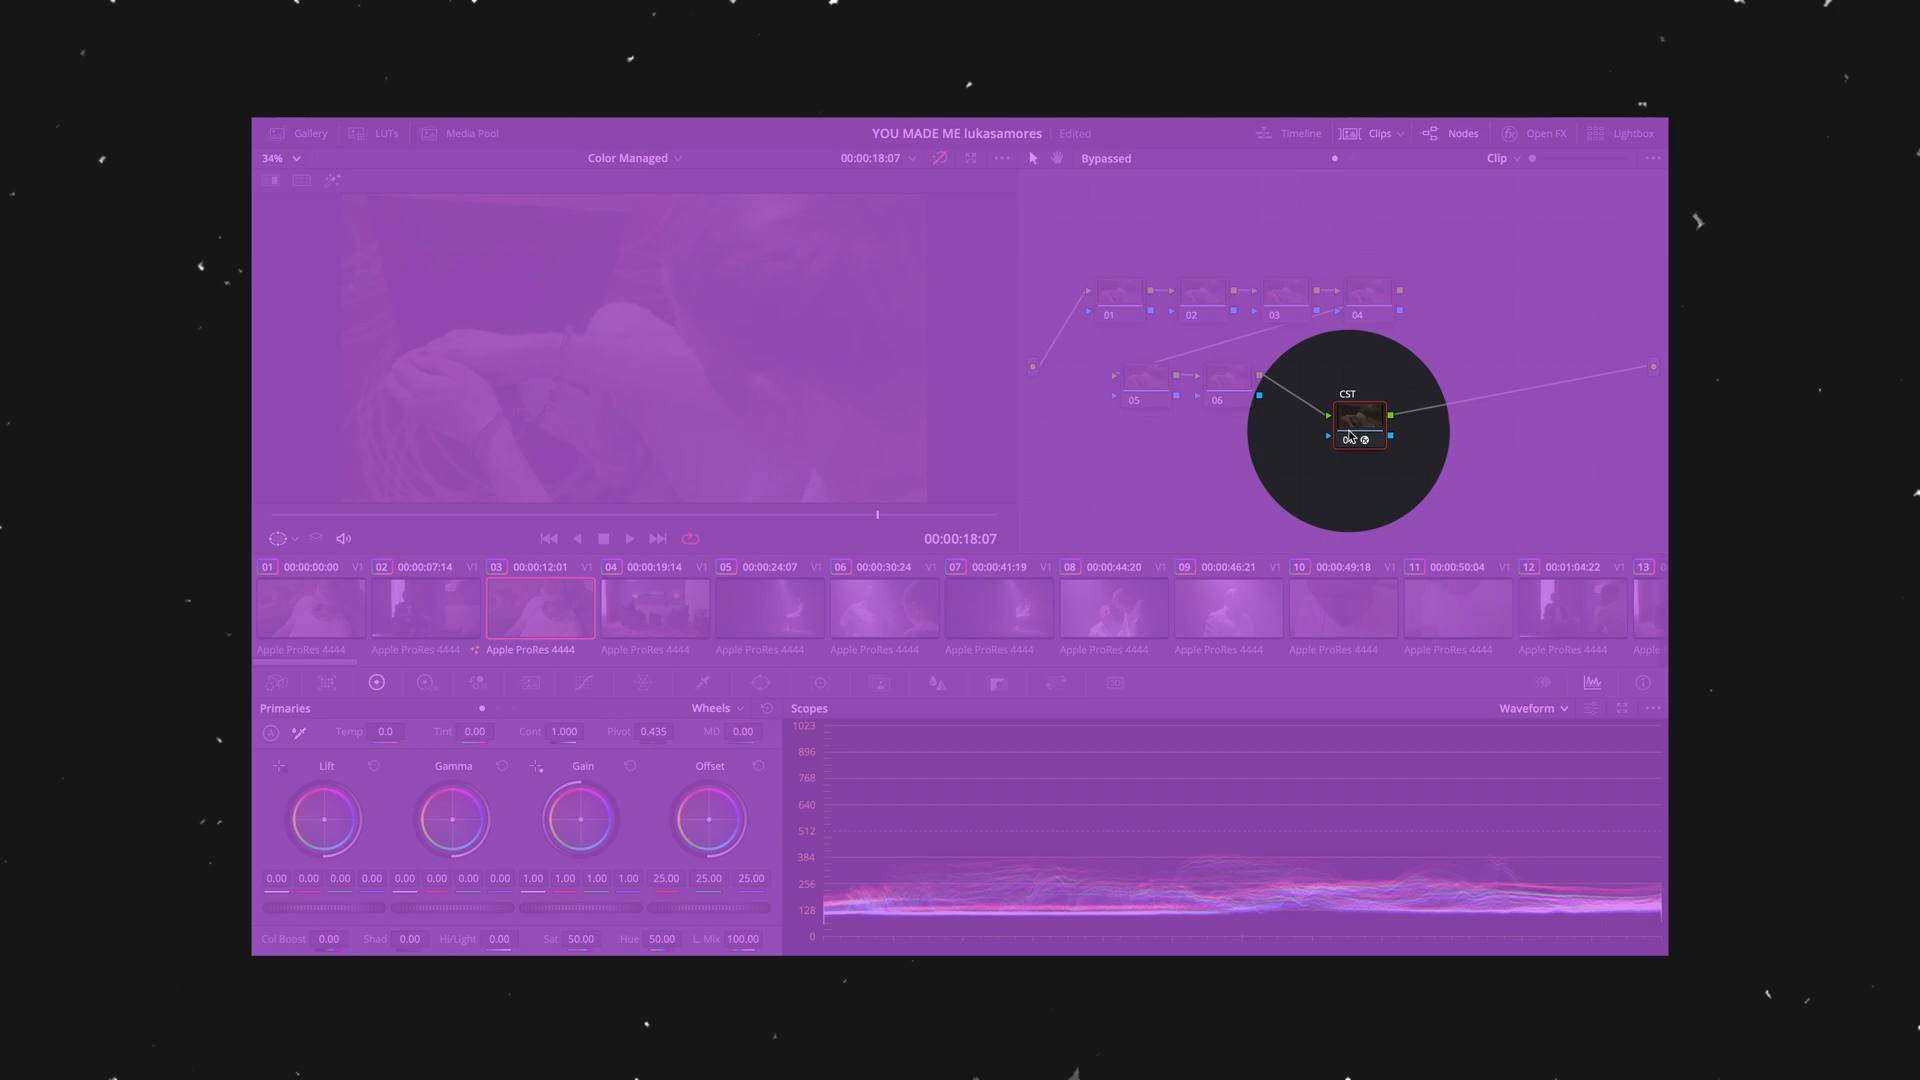 Gallery LUTs Media Pool YOU MADE ME lukasamores Edited Timeline Clips Nodes Open FX Lightbox
34% Color Managed 00:00:18:07 Bypassed Clip
01 02 03 04
05 06
CST
00:00:18:07
01 00:00:00:00 V1 02 00:00:07:14 V1 03 00:00:12:01 V1 04 00:00:19:14 V1 05 00:00:24:07 V1 06 00:00:30:24 V1 07 00:00:41:19 V1 08 00:00:44:20 V1 09 00:00:46:21 V1 10 00:00:49:18 V1 11 00:00:50:04 V1 12 00:01:04:22 V1 13
Apple ProRes 4444 Apple ProRes 4444 Apple ProRes 4444 Apple ProRes 4444 Apple ProRes 4444 Apple ProRes 4444 Apple ProRes 4444 Apple ProRes 4444 Apple ProRes 4444 Apple ProRes 4444 Apple ProRes 4444 Apple ProRes 4444 Apple
Primaries Wheels
Temp 0.0 Tint 0.00 Cont 1.000 Pivot 0.435 MD 0.00
Lift Gamma Gain Offset
0.00 0.00 0.00 0.00 0.00 0.00 0.00 0.00 1.00 1.00 1.00 1.00 25.00 25.00 25.00
Col Boost 0.00 Shad 0.00 Hi/Light 0.00 Sat 50.00 Hue 50.00 L. Mix 100.00
Scopes Waveform
1023
896
768
640
512
384
256
128
0